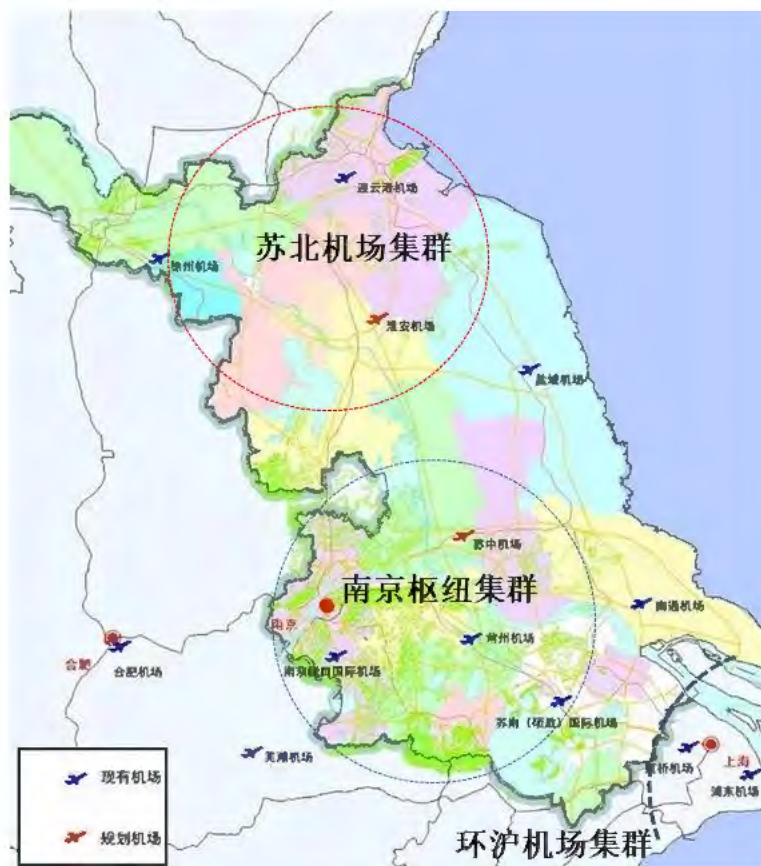 连云港机场
苏北机场集群
徐州机场
淮安机场
盐城机场
苏中机场
南京枢纽集群
南通机场
南京
常州机场
合肥
合肥机场
南京禄口国际机场
苏南（硕放）国际机场
芜湖机场
虹桥机场
上海
浦东机场
现有机场
规划机场
环沪机场集群